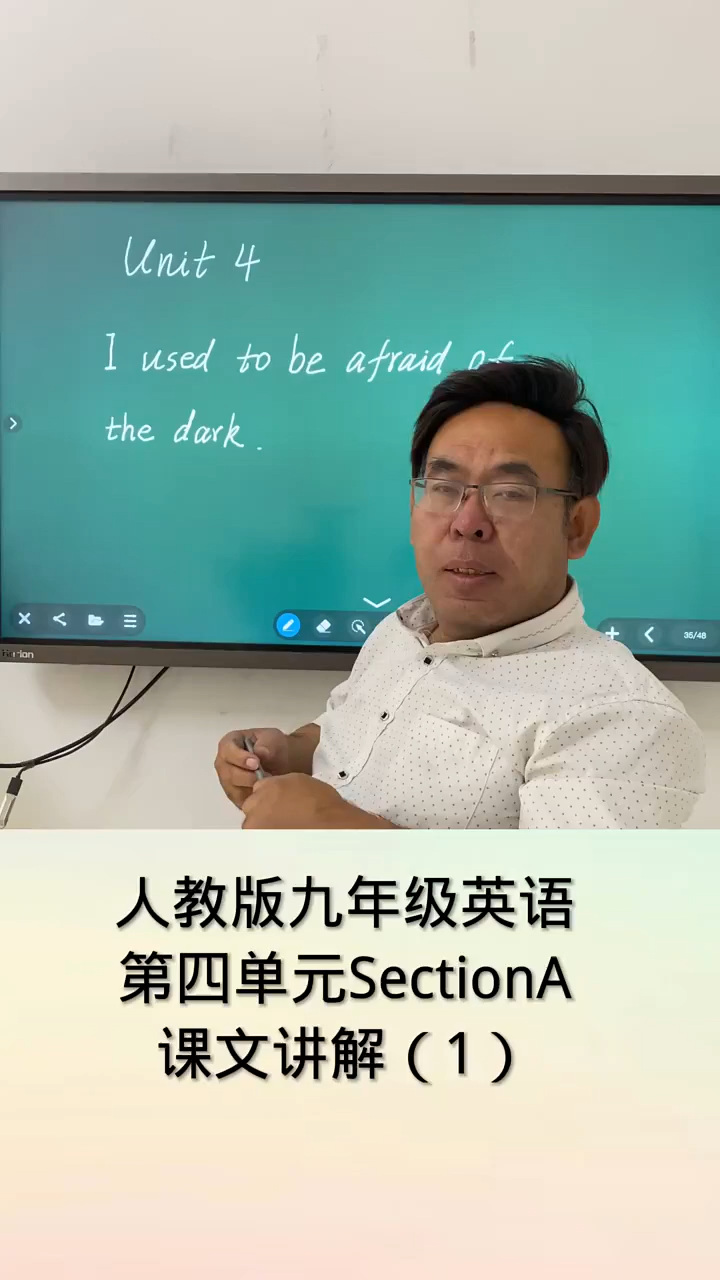 Unit 4
I used to be afraid of
the dark.
35/48
人教版九年级英语
第四单元SectionA
课文讲解（1）